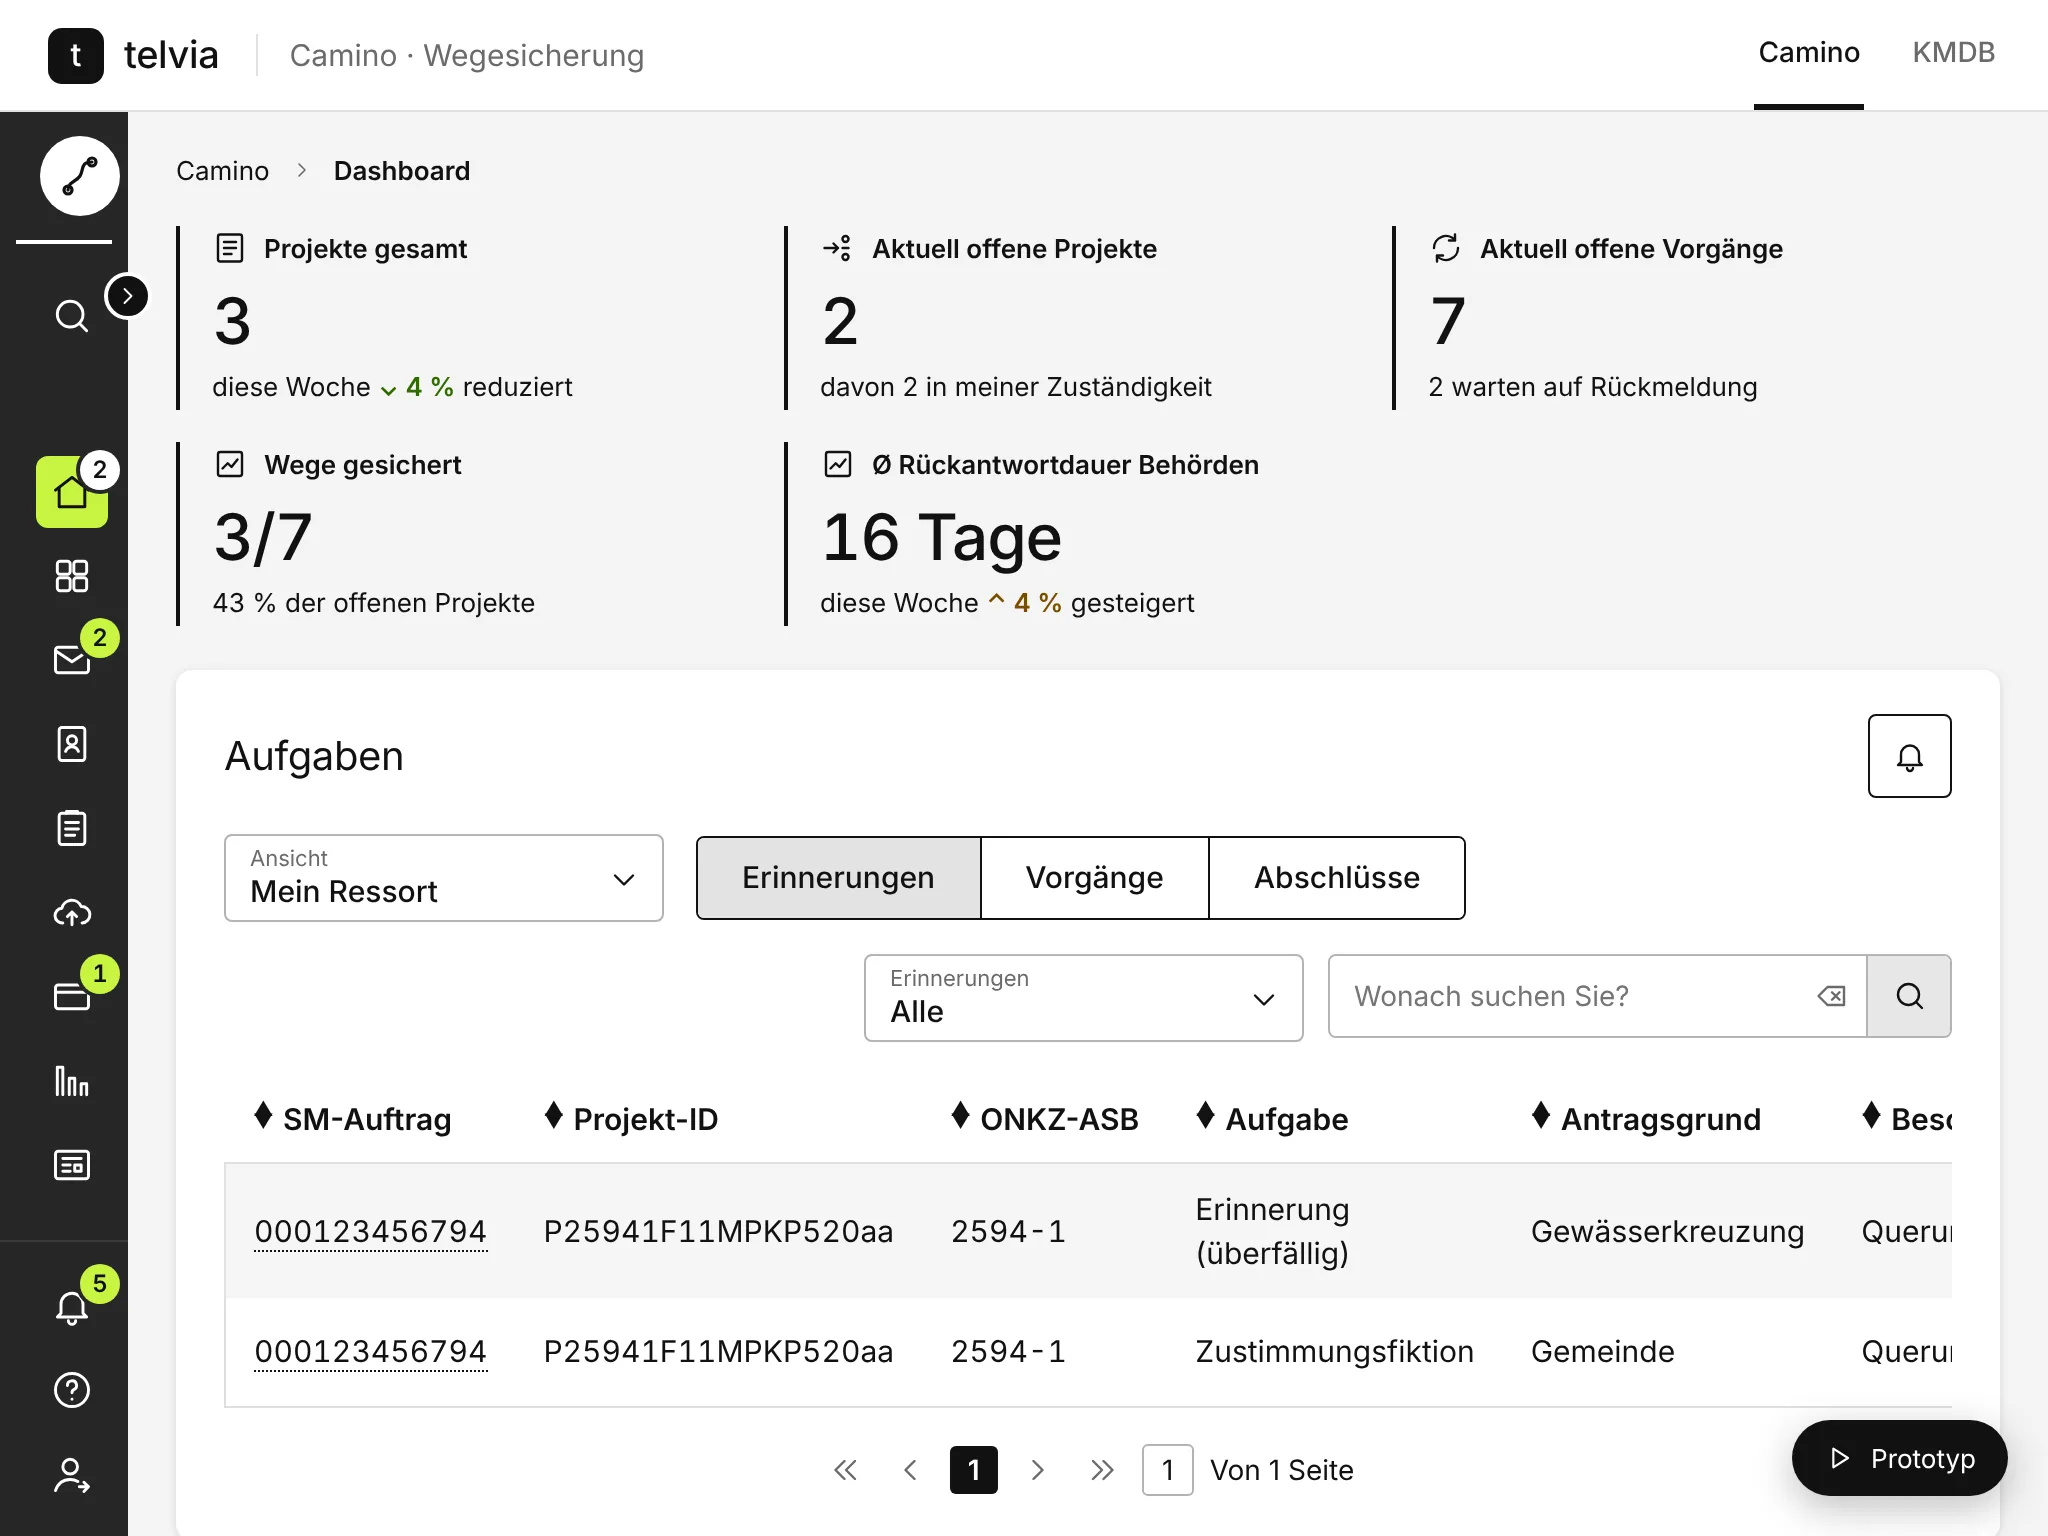 t telvia Camino · Wegesicherung Camino KMDB
Camino Dashboard
Projekte gesamt
3
diese Woche 4 % reduziert
Aktuell offene Projekte
2
davon 2 in meiner Zuständigkeit
Aktuell offene Vorgänge
7
2 warten auf Rückmeldung
Wege gesichert
3/7
43 % der offenen Projekte
Ø Rückantwortdauer Behörden
16 Tage
diese Woche 4 % gesteigert
2
2
1
5
Aufgaben
Ansicht
Mein Ressort
Erinnerungen Vorgänge Abschlüsse
Erinnerungen
Alle
Wonach suchen Sie?
SM-Auftrag Projekt-ID ONKZ-ASB Aufgabe Antragsgrund
000123456794 P25941F11MPKP520aa 2594-1 Erinnerung (überfällig) Gewässerkreuzung
000123456794 P25941F11MPKP520aa 2594-1 Zustimmungsfiktion Gemeinde
1 1 Von 1 Seite
Prototyp